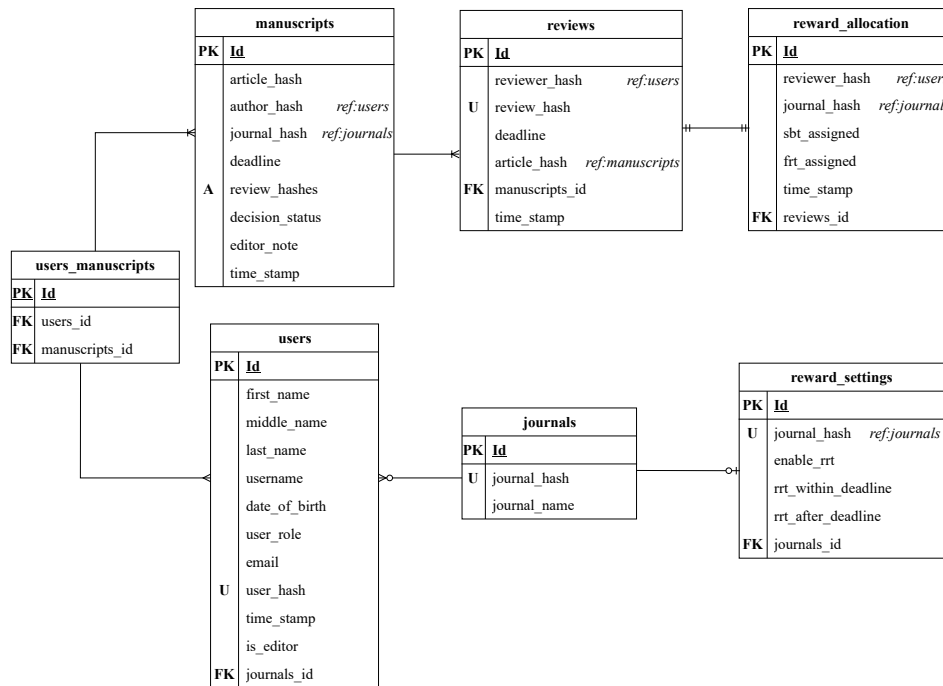 manuscripts
PK Id
article_hash
author_hash ref:users
journal_hash ref:journals
deadline
A review_hashes
decision_status
editor_note
time_stamp
reviews
PK Id
reviewer_hash ref:users
U review_hash
deadline
article_hash ref:manuscripts
FK manuscripts_id
time_stamp
reward_allocation
PK Id
reviewer_hash ref:user
journal_hash ref:journal
sbt_assigned
frt_assigned
time_stamp
FK reviews_id
users_manuscripts
PK Id
FK users_id
FK manuscripts_id
users
PK Id
first_name
middle_name
last_name
username
date_of_birth
user_role
email
U user_hash
time_stamp
is_editor
FK journals_id
journals
PK Id
U journal_hash
journal_name
reward_settings
PK Id
U journal_hash ref:journals
enable_rrt
rrt_within_deadline
rrt_after_deadline
FK journals_id